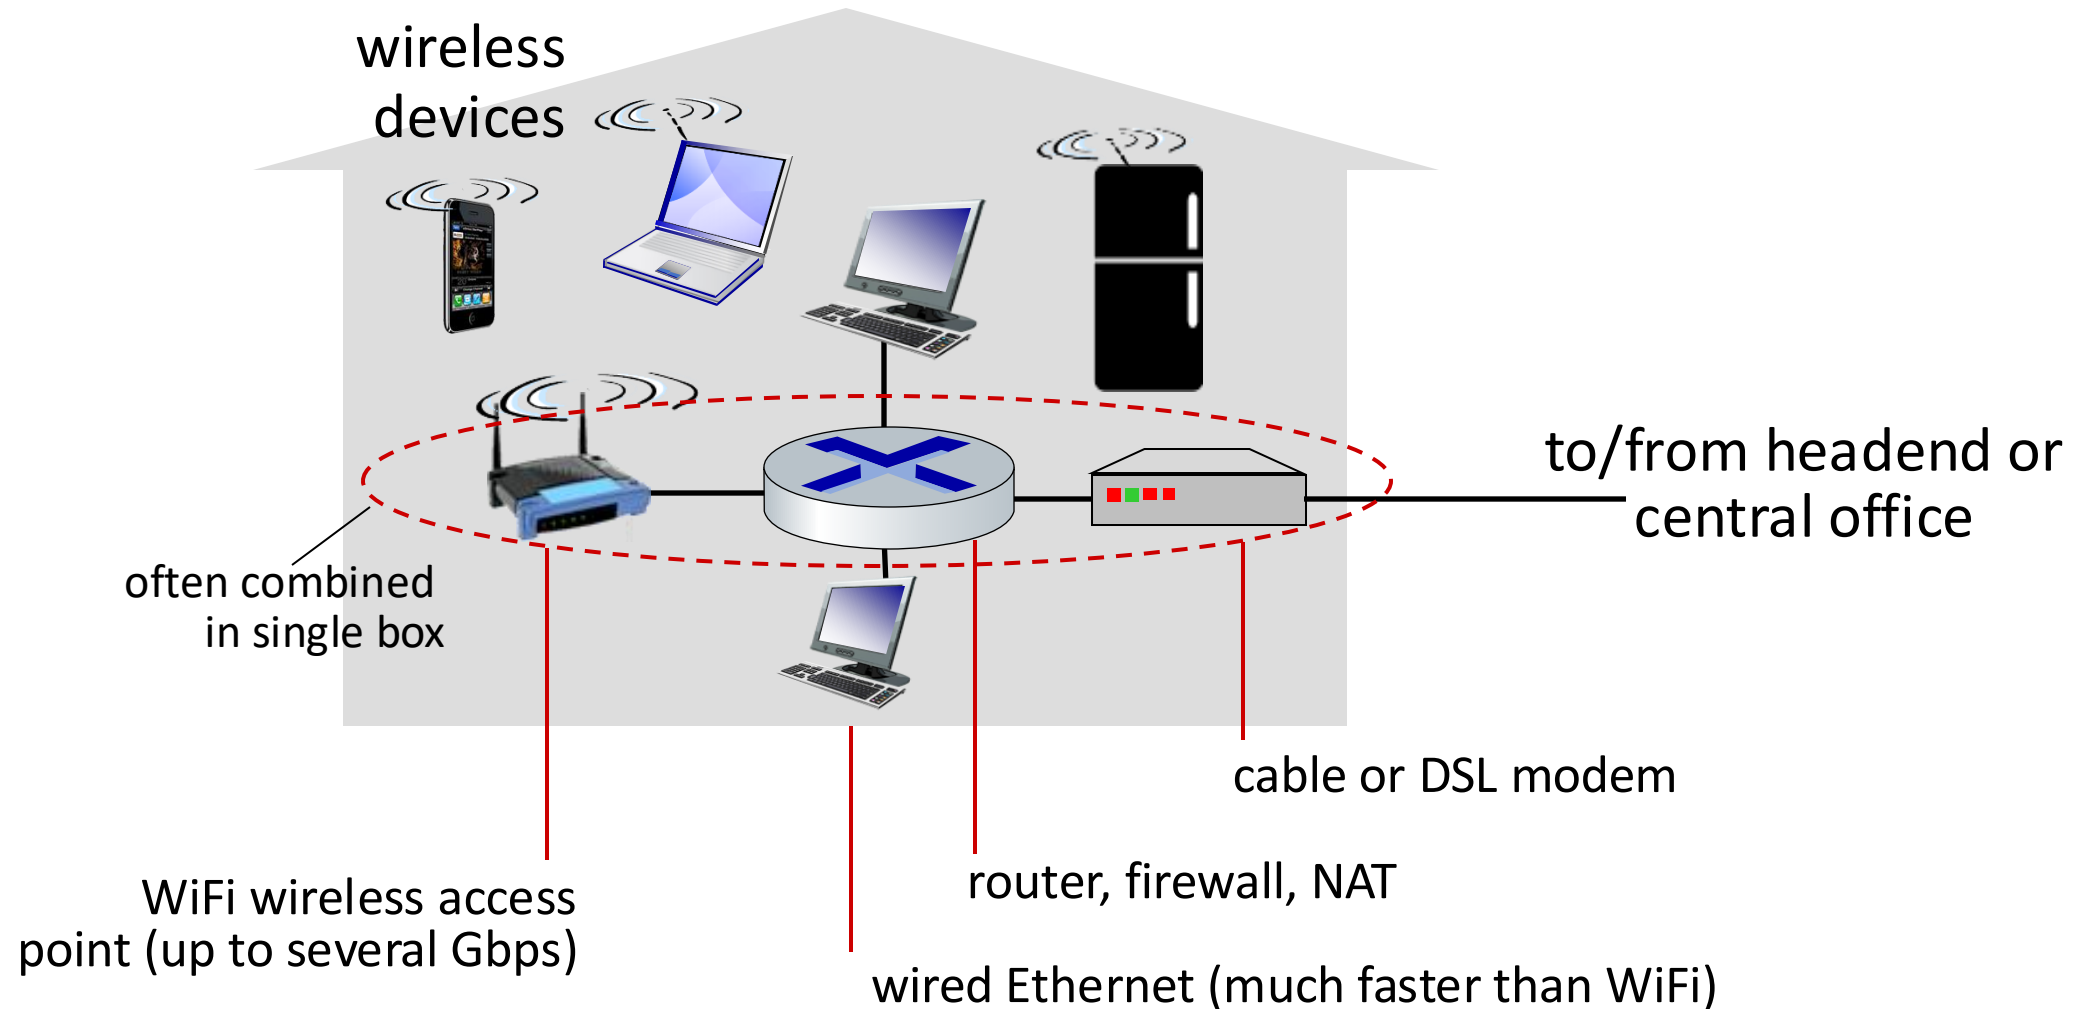 wireless
devices
to/from headend or
central office
often combined
in single box
cable or DSL modem
router, firewall, NAT
WiFi wireless access
point (up to several Gbps)
wired Ethernet (much faster than WiFi)